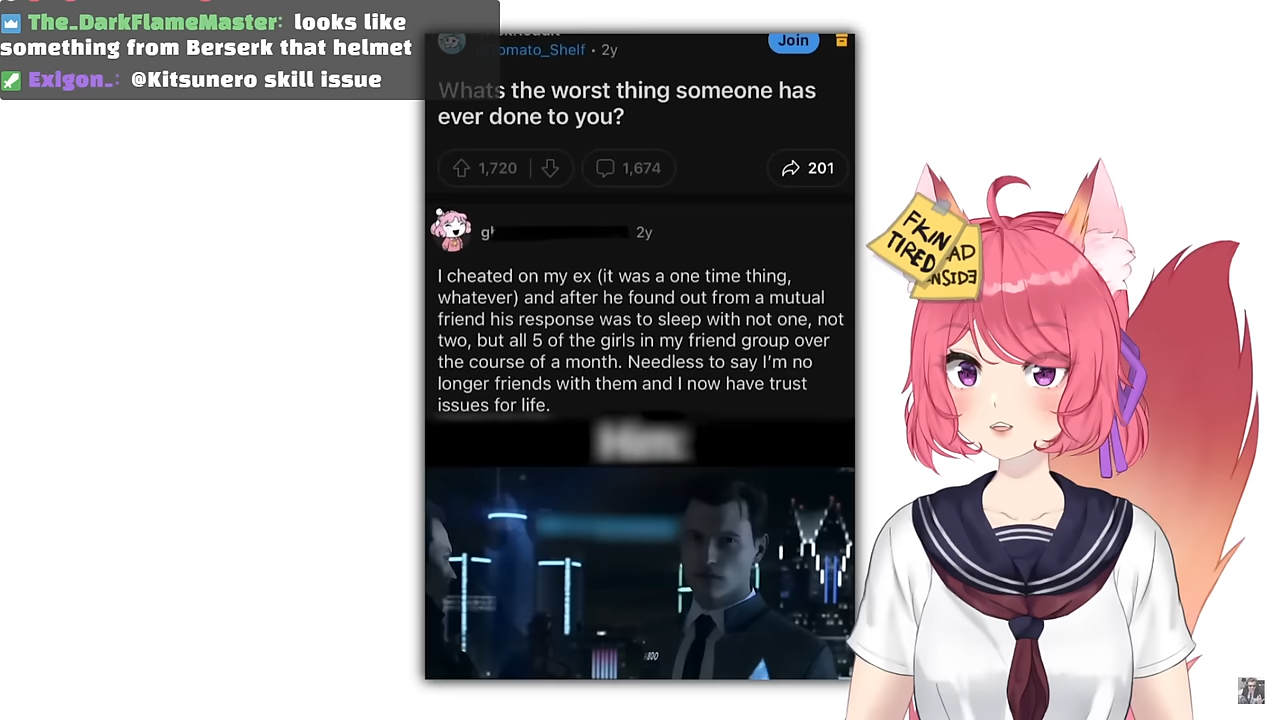 The_DarkFlameMaster: looks like
something from Berserk that helmet
Exlgon_: @Kitsunero skill issue
Tomato_Shelf · 2y
Join
Whats the worst thing someone has
ever done to you?
1,720
1,674
201
2y
I cheated on my ex (it was a one time thing,
whatever) and after he found out from a mutual
friend his response was to sleep with not one, not
two, but all 5 of the girls in my friend group over
the course of a month. Needless to say I'm no
longer friends with them and I now have trust
issues for life.
FKIN
TIRED
AD
INSIDE